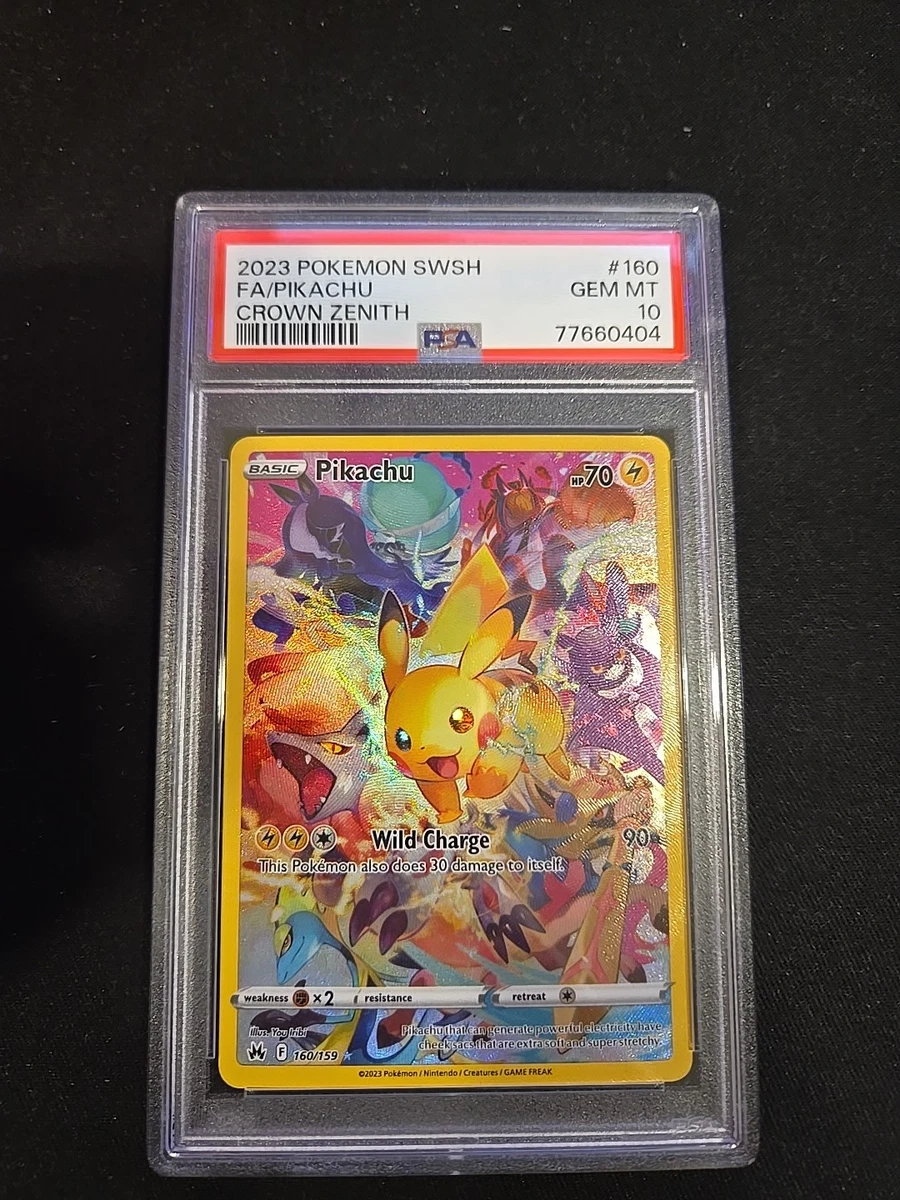 2023 POKEMON SWSH #160
FA/PIKACHU GEM MT
CROWN ZENITH 10
PSA 77660404
BASIC Pikachu HP 70
Wild Charge 90
This Pokémon also does 30 damage to itself.
weakness ×2 resistance retreat
Illus. You Iribi
Pikachu that can generate powerful electricity have
cheek sacs that are extra soft and super stretchy.
F 160/159
©2023 Pokémon / Nintendo / Creatures / GAME FREAK